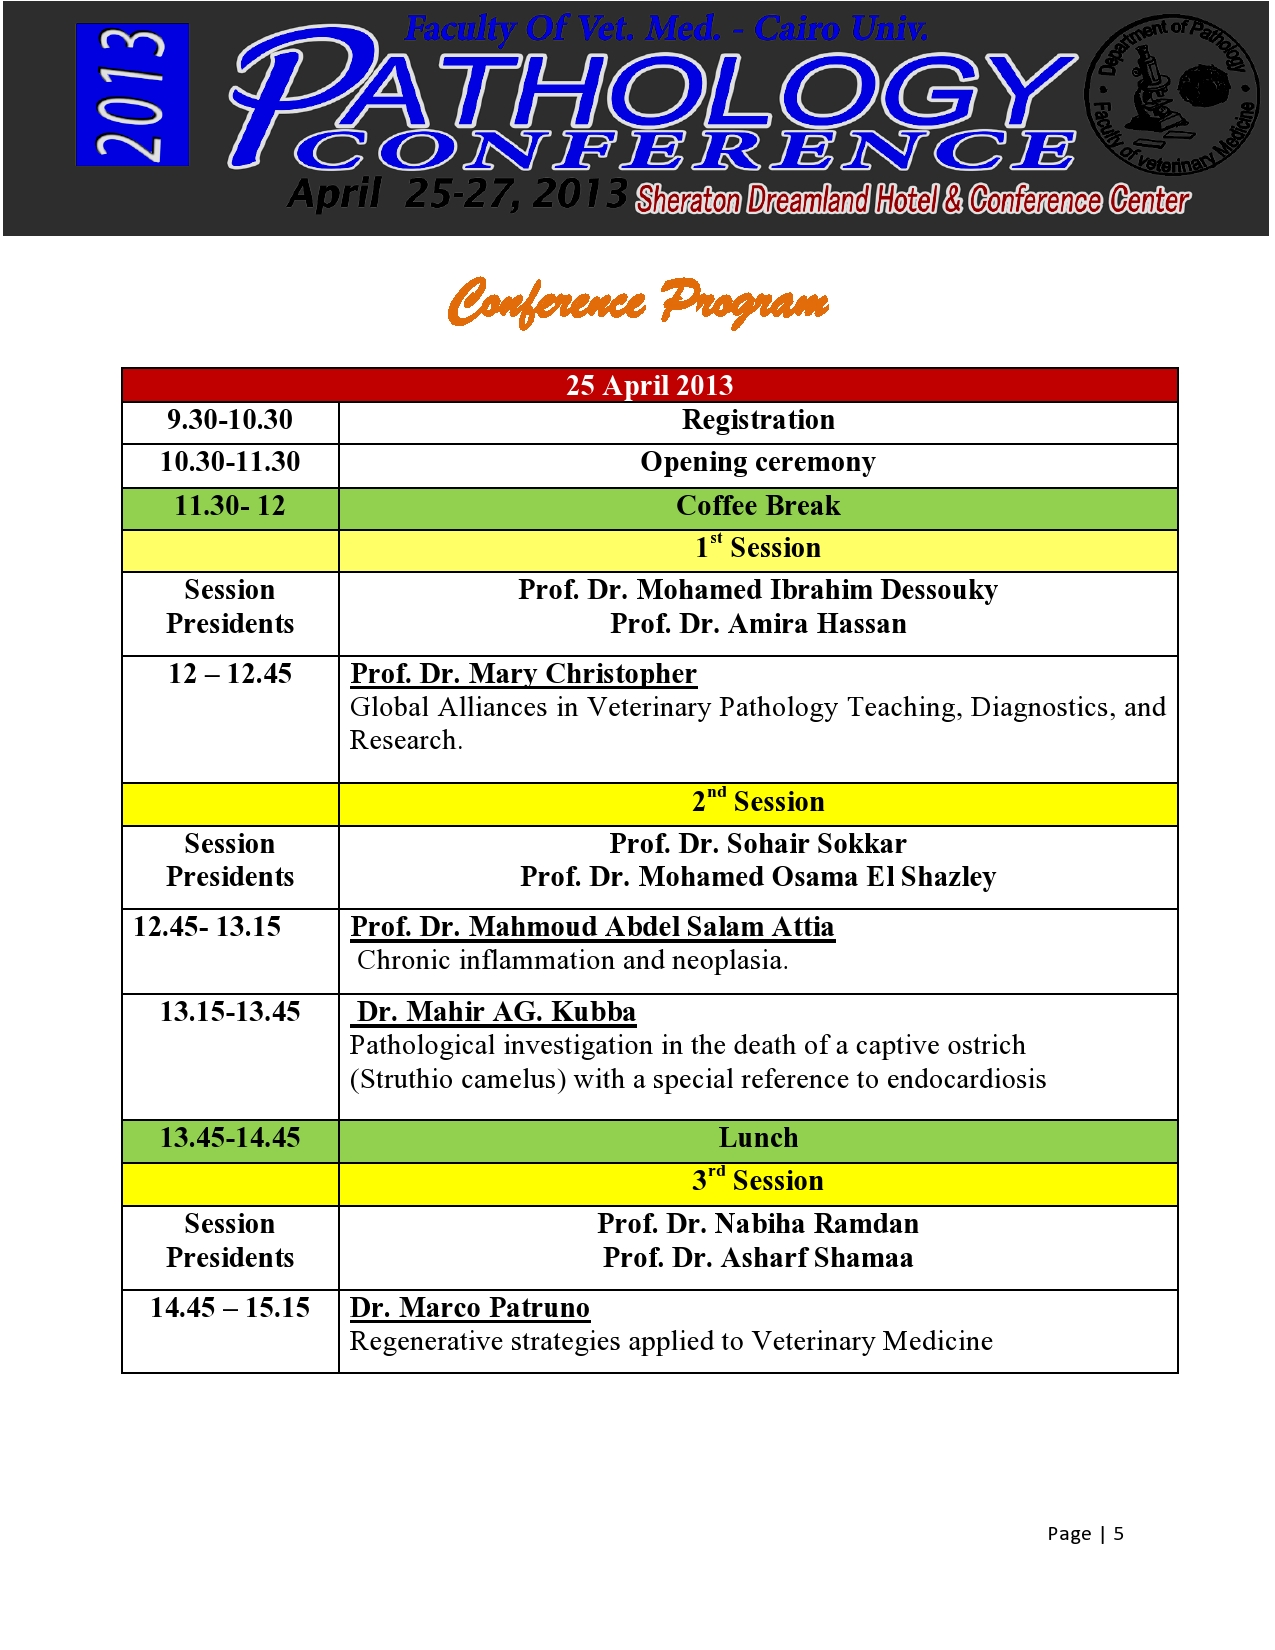 2013
Faculty Of Vet. Med. - Cairo Univ.
PATHOLOGY
CONFERENCE
April 25-27, 2013 Sheraton Dreamland Hotel & Conference Center
Department of Pathology
Faculty of veterinary Medicine
Conference Program
25 April 2013
9.30-10.30 Registration
10.30-11.30 Opening ceremony
11.30- 12 Coffee Break
1st Session
Session Presidents
Prof. Dr. Mohamed Ibrahim Dessouky
Prof. Dr. Amira Hassan
12 – 12.45 Prof. Dr. Mary Christopher
Global Alliances in Veterinary Pathology Teaching, Diagnostics, and
Research.
2nd Session
Session Presidents
Prof. Dr. Sohair Sokkar
Prof. Dr. Mohamed Osama El Shazley
12.45- 13.15 Prof. Dr. Mahmoud Abdel Salam Attia
Chronic inflammation and neoplasia.
13.15-13.45 Dr. Mahir AG. Kubba
Pathological investigation in the death of a captive ostrich
(Struthio camelus) with a special reference to endocardiosis
13.45-14.45 Lunch
3rd Session
Session Presidents
Prof. Dr. Nabiha Ramdan
Prof. Dr. Asharf Shamaa
14.45 – 15.15 Dr. Marco Patruno
Regenerative strategies applied to Veterinary Medicine
Page | 5